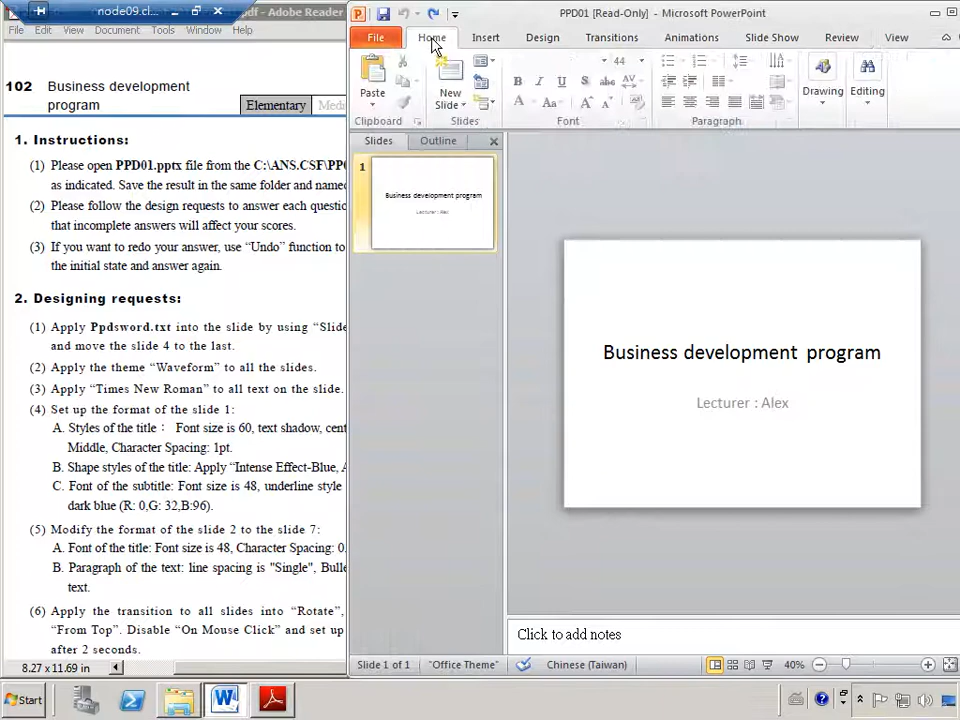 node09.cl...
.pdf - Adobe Reader
File Edit View Document Tools Window Help
102 Business development
program
Elementary
1. Instructions:
(1) Please open PPD01.pptx file from the C:\ANS.CSF\PP
as indicated. Save the result in the same folder and named
(2) Please follow the design requests to answer each questio
that incomplete answers will affect your scores.
(3) If you want to redo your answer, use “Undo” function to
the initial state and answer again.
2. Designing requests:
(1) Apply Ppdsword.txt into the slide by using “Slide
and move the slide 4 to the last.
(2) Apply the theme “Waveform” to all the slides.
(3) Apply “Times New Roman” to all text on the slide.
(4) Set up the format of the slide 1:
A. Styles of the title： Font size is 60, text shadow, cent
Middle, Character Spacing: 1pt.
B. Shape styles of the title: Apply “Intense Effect-Blue, A
C. Font of the subtitle: Font size is 48, underline style
dark blue (R: 0,G: 32,B:96).
(5) Modify the format of the slide 2 to the slide 7:
A. Font of the title: Font size is 48, Character Spacing: 0.
B. Paragraph of the text: line spacing is "Single", Bulle
text.
(6) Apply the transition to all slides into “Rotate”,
“From Top”. Disable “On Mouse Click” and set up
after 2 seconds.
8.27 x 11.69 in
PPD01 [Read-Only] - Microsoft PowerPoint
File Home Insert Design Transitions Animations Slide Show Review View
Paste
New
Slide
44
B I U S abc AV
A Aa A A
Drawing
Editing
Clipboard Slides Font Paragraph
Slides Outline
1
Business development program
Lecturer : Alex
Business development program
Lecturer : Alex
Click to add notes
Slide 1 of 1 "Office Theme" Chinese (Taiwan) 40%
Start